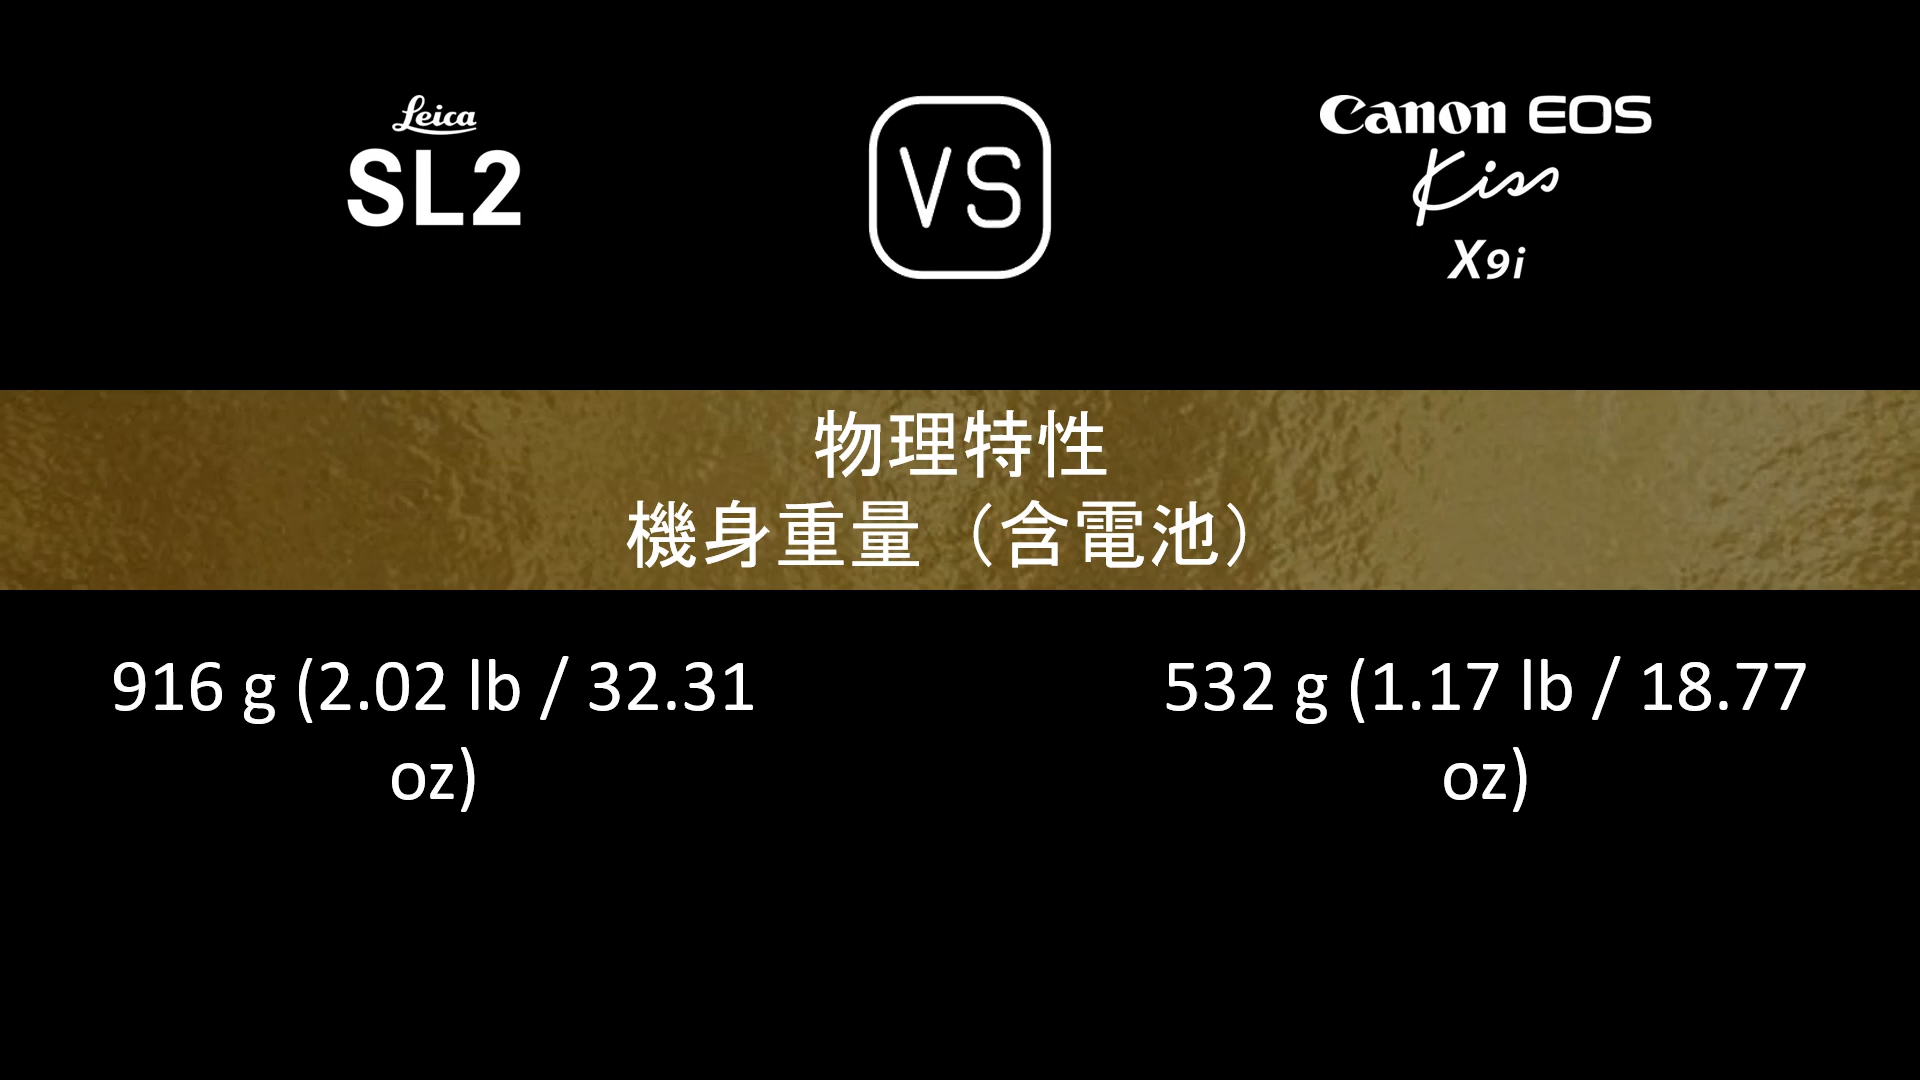 Leica
SL2
VS
Canon EOS
Kiss
X9i
物理特性
機身重量（含電池）
916 g (2.02 lb / 32.31
oz)
532 g (1.17 lb / 18.77
oz)